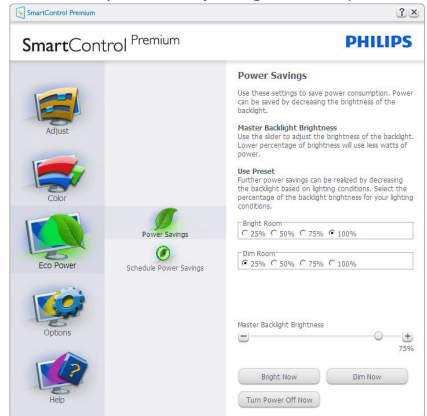 SmartControl Premium
? ×
SmartControl Premium
PHILIPS
Adjust
Color
Eco Power
Options
Help
Power Savings
Schedule Power Savings
Power Savings
Use these settings to save power consumption. Power
can be saved by decreasing the brightness of the
backlight.
Master Backlight Brightness
Use the slider to adjust the brightness of the backlight.
Lower percentage of brightness will use less watts of
power.
Use Preset
Further power savings can be realized by decreasing
the backlight based on lighting conditions. Select the
percentage of the backlight brightness for your lighting
conditions.
Bright Room
25% 50% 75% 100%
Dim Room
25% 50% 75% 100%
Master Backlight Brightness
75%
Bright Now Dim Now
Turn Power Off Now